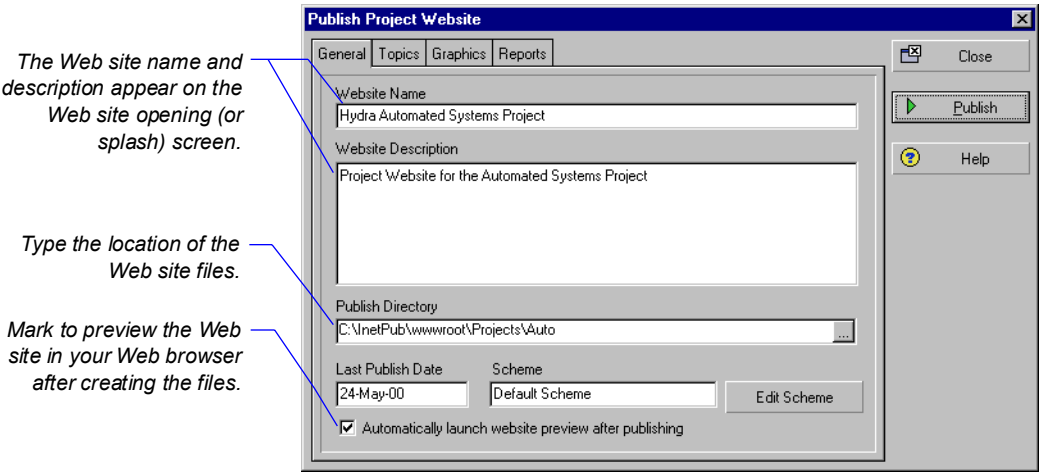 Publish Project Website
The Web site name and
description appear on the
Web site opening (or
splash) screen.
Type the location of the
Web site files.
Mark to preview the Web
site in your Web browser
after creating the files.
General Topics Graphics Reports
Website Name
Hydra Automated Systems Project
Website Description
Project Website for the Automated Systems Project
Publish Directory
C:\InetPub\wwwroot\Projects\Auto
...
Last Publish Date Scheme
24-May-00 Default Scheme Edit Scheme
Automatically launch website preview after publishing
Close
Publish
? Help